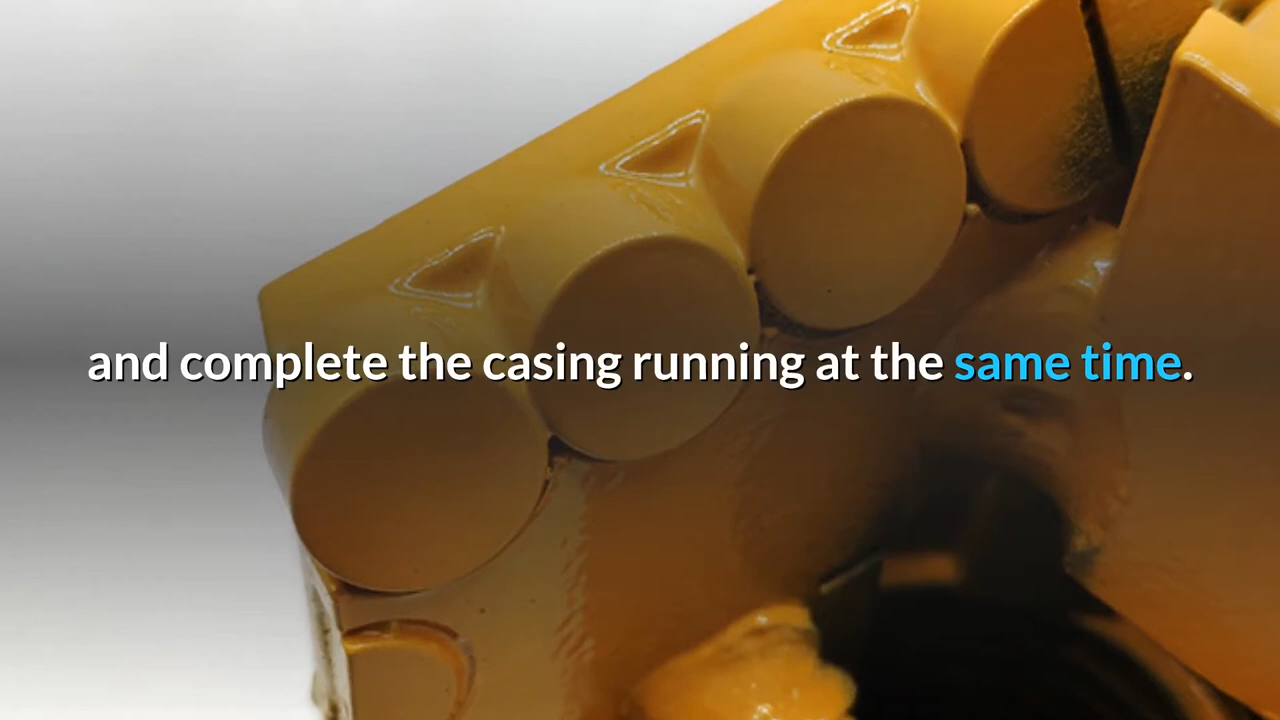 and complete the casing running at the same time.